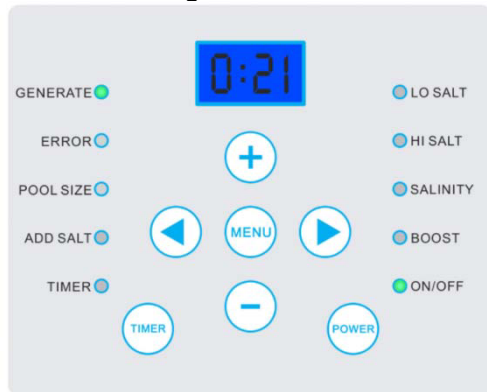 0:21
GENERATE
LO SALT
ERROR
HI SALT
+
POOL SIZE
SALINITY
MENU
ADD SALT
BOOST
TIMER
ON/OFF
−
TIMER
POWER